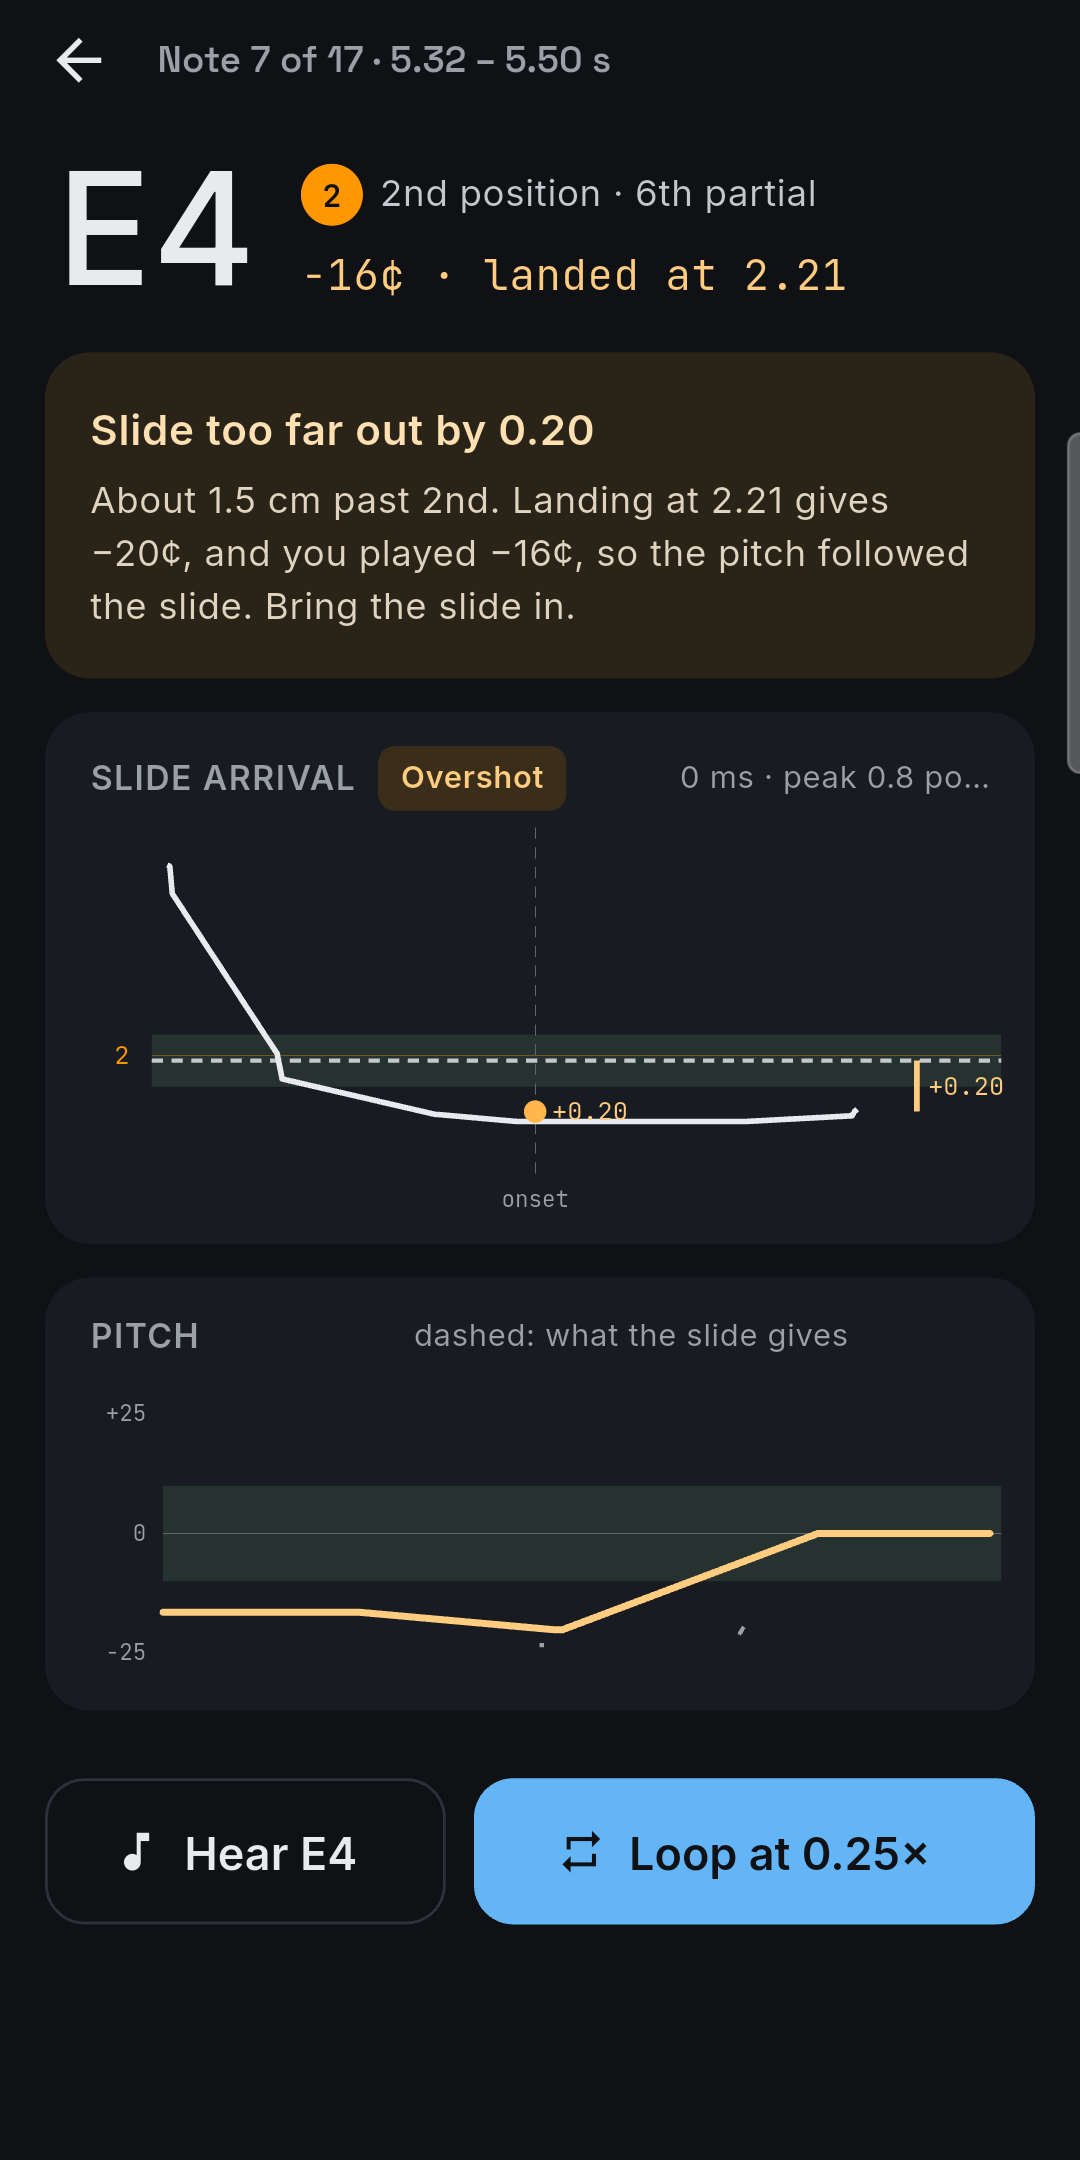 Note 7 of 17 · 5.32 – 5.50 s
E4
2 2nd position · 6th partial
-16¢ · landed at 2.21
Slide too far out by 0.20
About 1.5 cm past 2nd. Landing at 2.21 gives
−20¢, and you played −16¢, so the pitch followed
the slide. Bring the slide in.
SLIDE ARRIVAL Overshot 0 ms · peak 0.8 po...
2
+0.20
+0.20
onset
PITCH dashed: what the slide gives
+25
0
-25
Hear E4
Loop at 0.25×